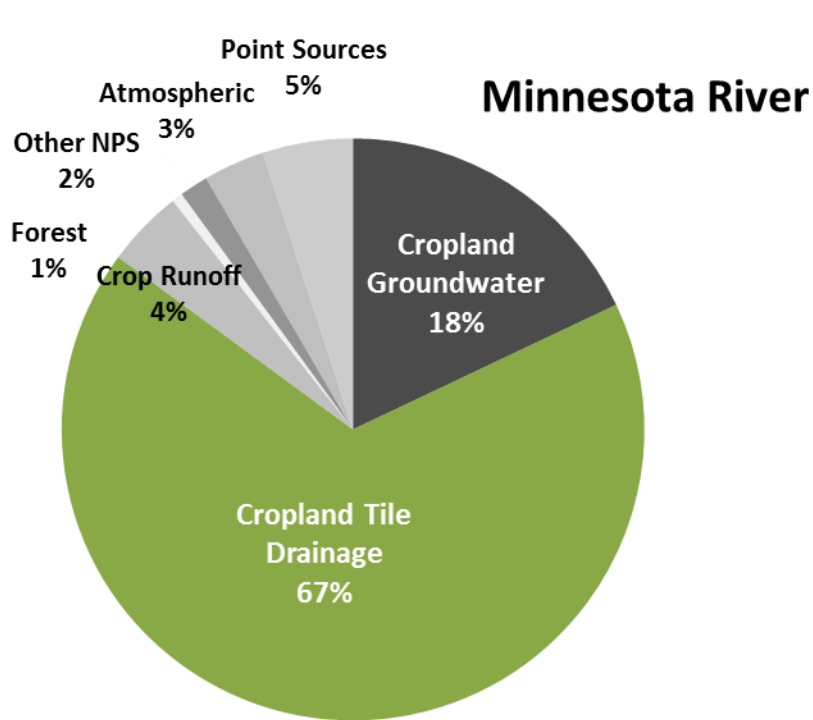 Minnesota River
Point Sources
5%
Atmospheric
3%
Other NPS
2%
Forest
1%
Crop Runoff
4%
Cropland
Groundwater
18%
Cropland Tile
Drainage
67%